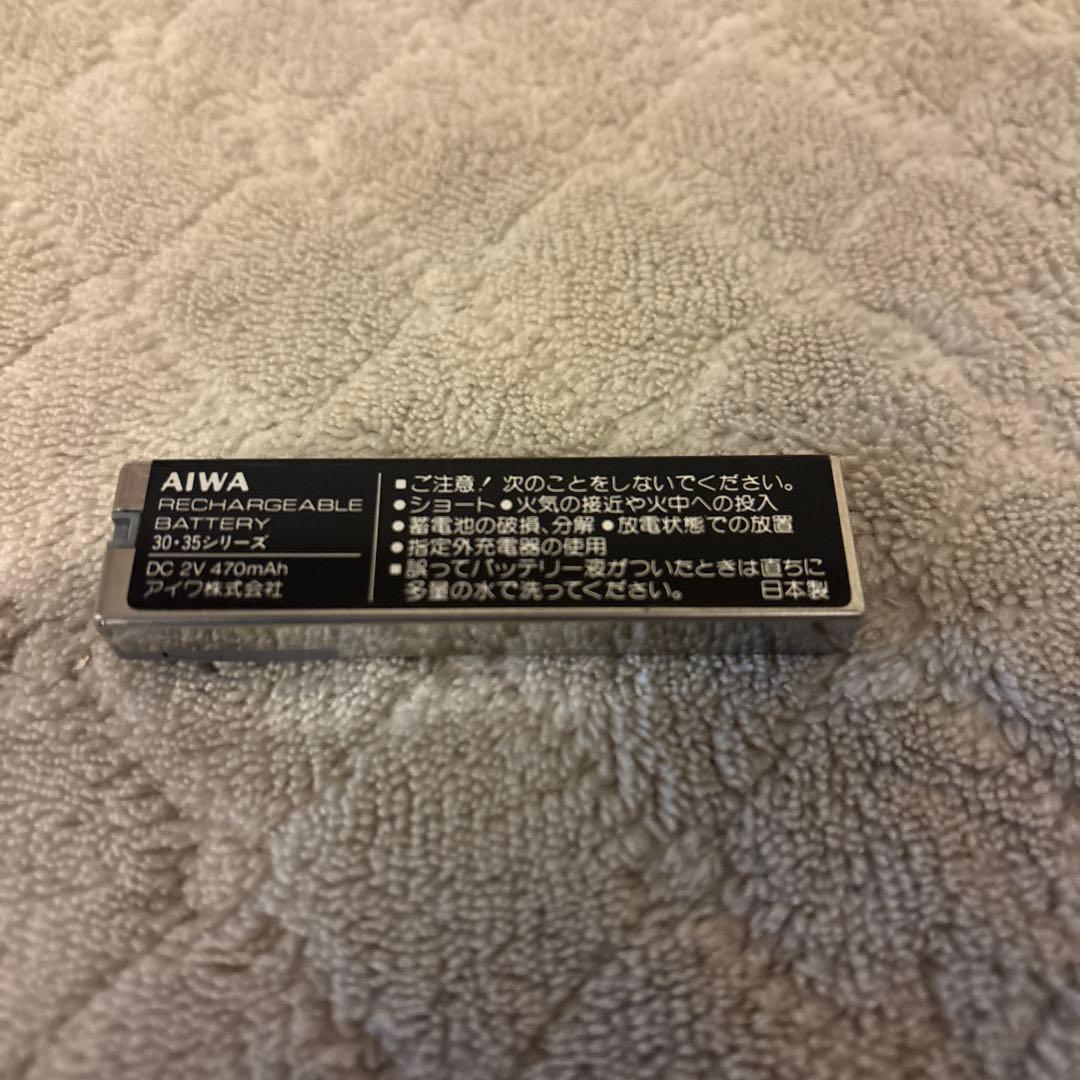 AIWA
RECHARGEABLE
BATTERY
30・35シリーズ
DC 2V 470mAh
アイワ株式会社
■ご注意！次のことをしないでください。
●ショート●火気の接近や火中への投入
●蓄電池の破損、分解●放電状態での放置
●指定外充電器の使用
■誤ってバッテリー液がついたときは直ちに
多量の水で洗ってください。 日本製